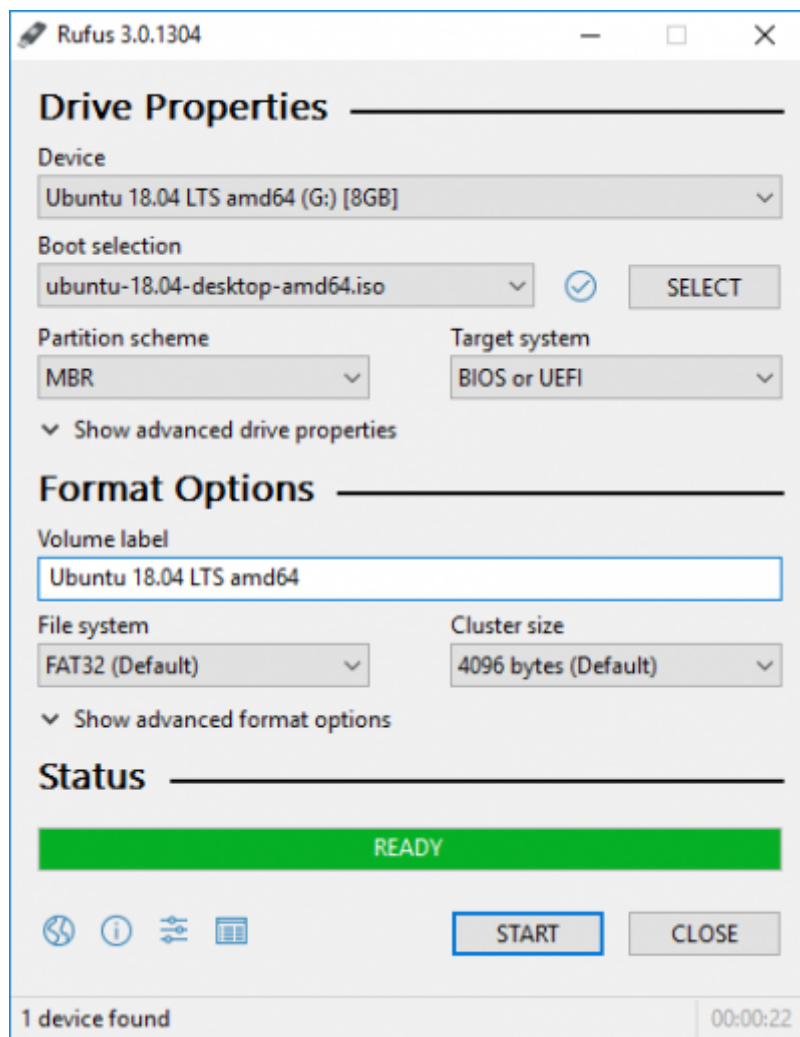 Rufus 3.0.1304
Drive Properties
Device
Ubuntu 18.04 LTS amd64 (G:) [8GB]
Boot selection
ubuntu-18.04-desktop-amd64.iso
SELECT
Partition scheme
Target system
MBR
BIOS or UEFI
Show advanced drive properties
Format Options
Volume label
Ubuntu 18.04 LTS amd64
File system
Cluster size
FAT32 (Default)
4096 bytes (Default)
Show advanced format options
Status
READY
START
CLOSE
1 device found
00:00:22